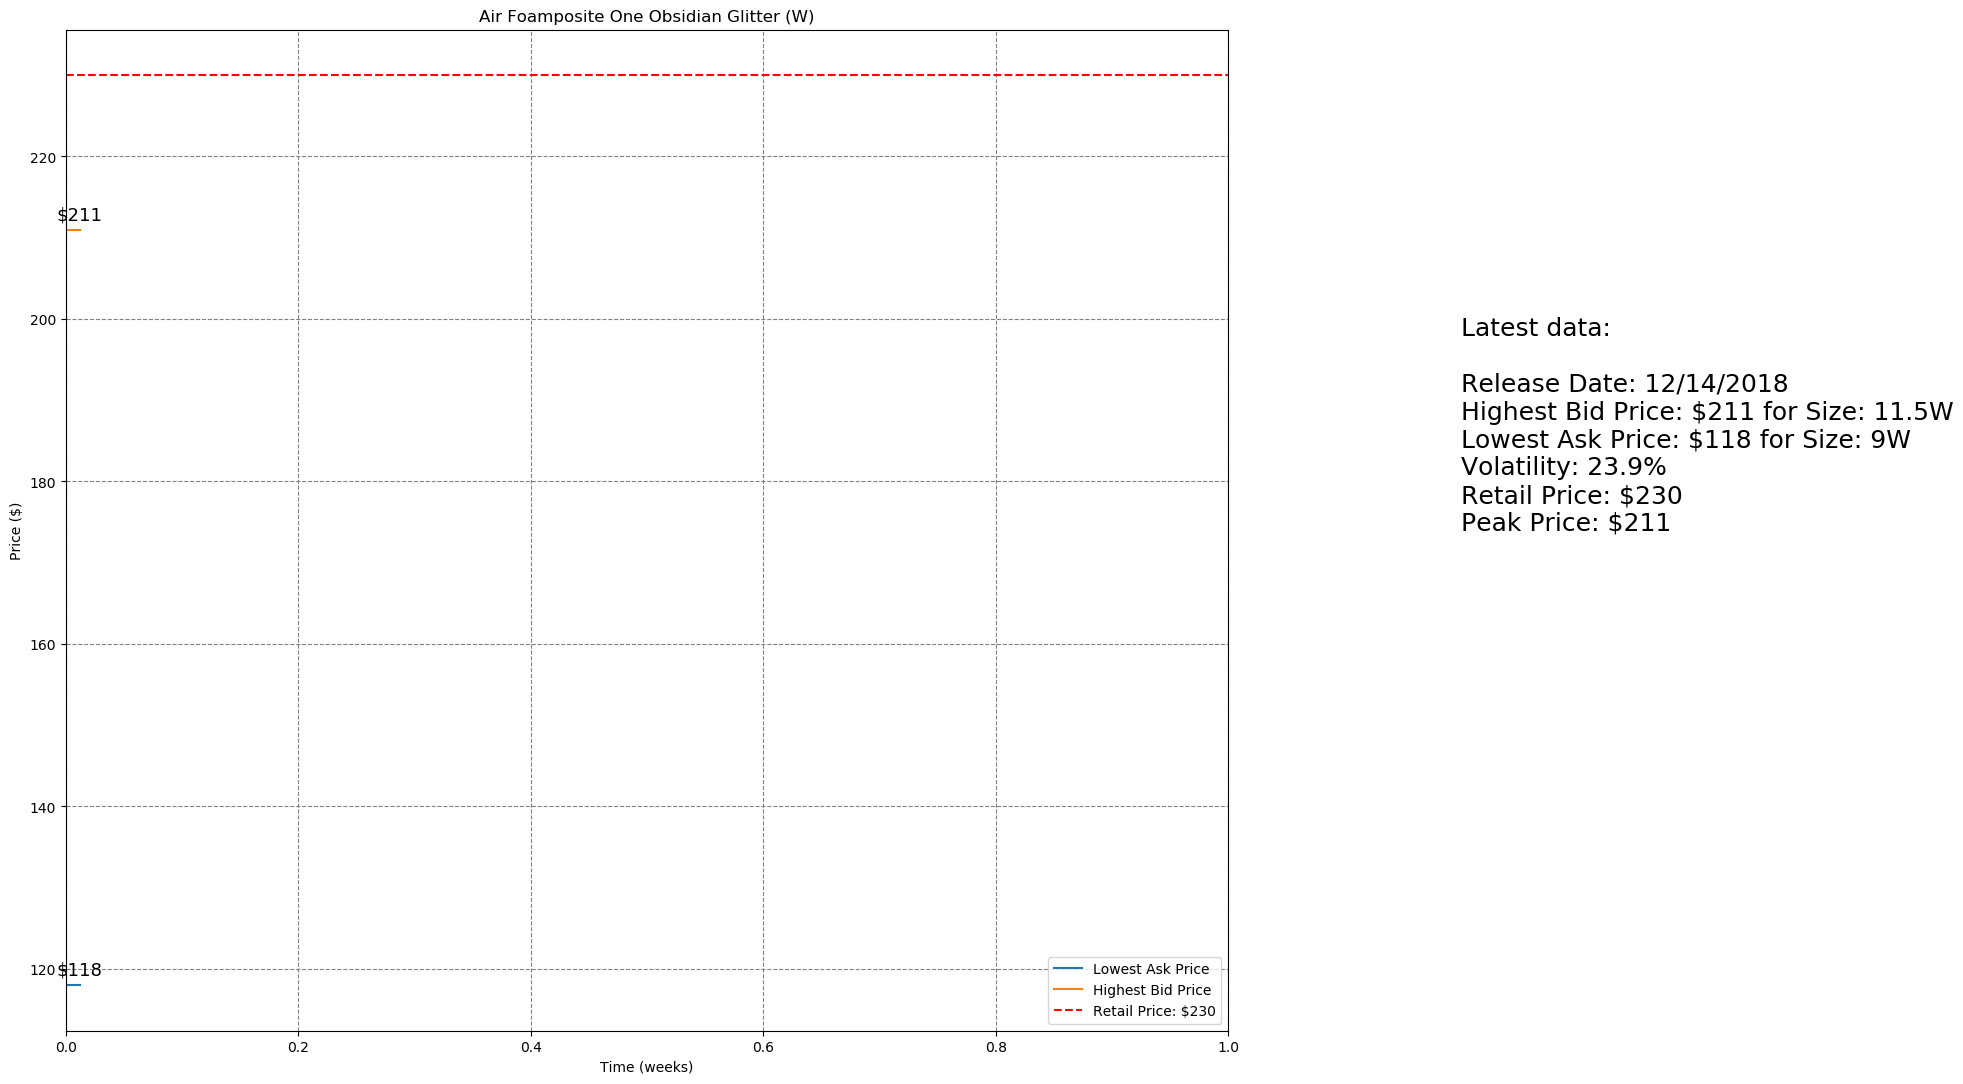 Air Foamposite One Obsidian Glitter (W)
220
$211
200
180
Price ($)
160
140
120
$118
Lowest Ask Price
Highest Bid Price
Retail Price: $230
0.0 0.2 0.4 0.6 0.8 1.0
Time (weeks)
Latest data:
Release Date: 12/14/2018
Highest Bid Price: $211 for Size: 11.5W
Lowest Ask Price: $118 for Size: 9W
Volatility: 23.9%
Retail Price: $230
Peak Price: $211